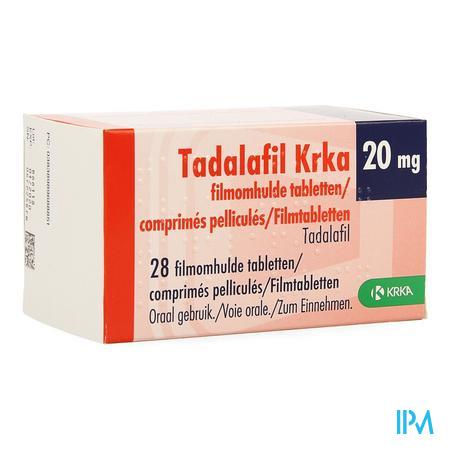 Tadalafil Krka 20 mg
filmomhulde tabletten/
comprimés pelliculés/Filmtabletten
Tadalafil
28 filmomhulde tabletten/
comprimés pelliculés/Filmtabletten
Oraal gebruik./Voie orale./Zum Einnehmen.
KRKA
IPM